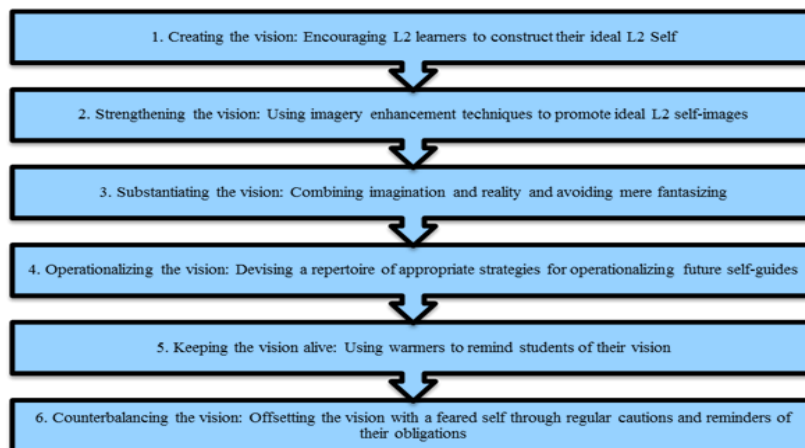 1. Creating the vision: Encouraging L2 learners to construct their ideal L2 Self
2. Strengthening the vision: Using imagery enhancement techniques to promote ideal L2 self-images
3. Substantiating the vision: Combining imagination and reality and avoiding mere fantasizing
4. Operationalizing the vision: Devising a repertoire of appropriate strategies for operationalizing future self-guides
5. Keeping the vision alive: Using warmers to remind students of their vision
6. Counterbalancing the vision: Offsetting the vision with a feared self through regular cautions and reminders of
their obligations